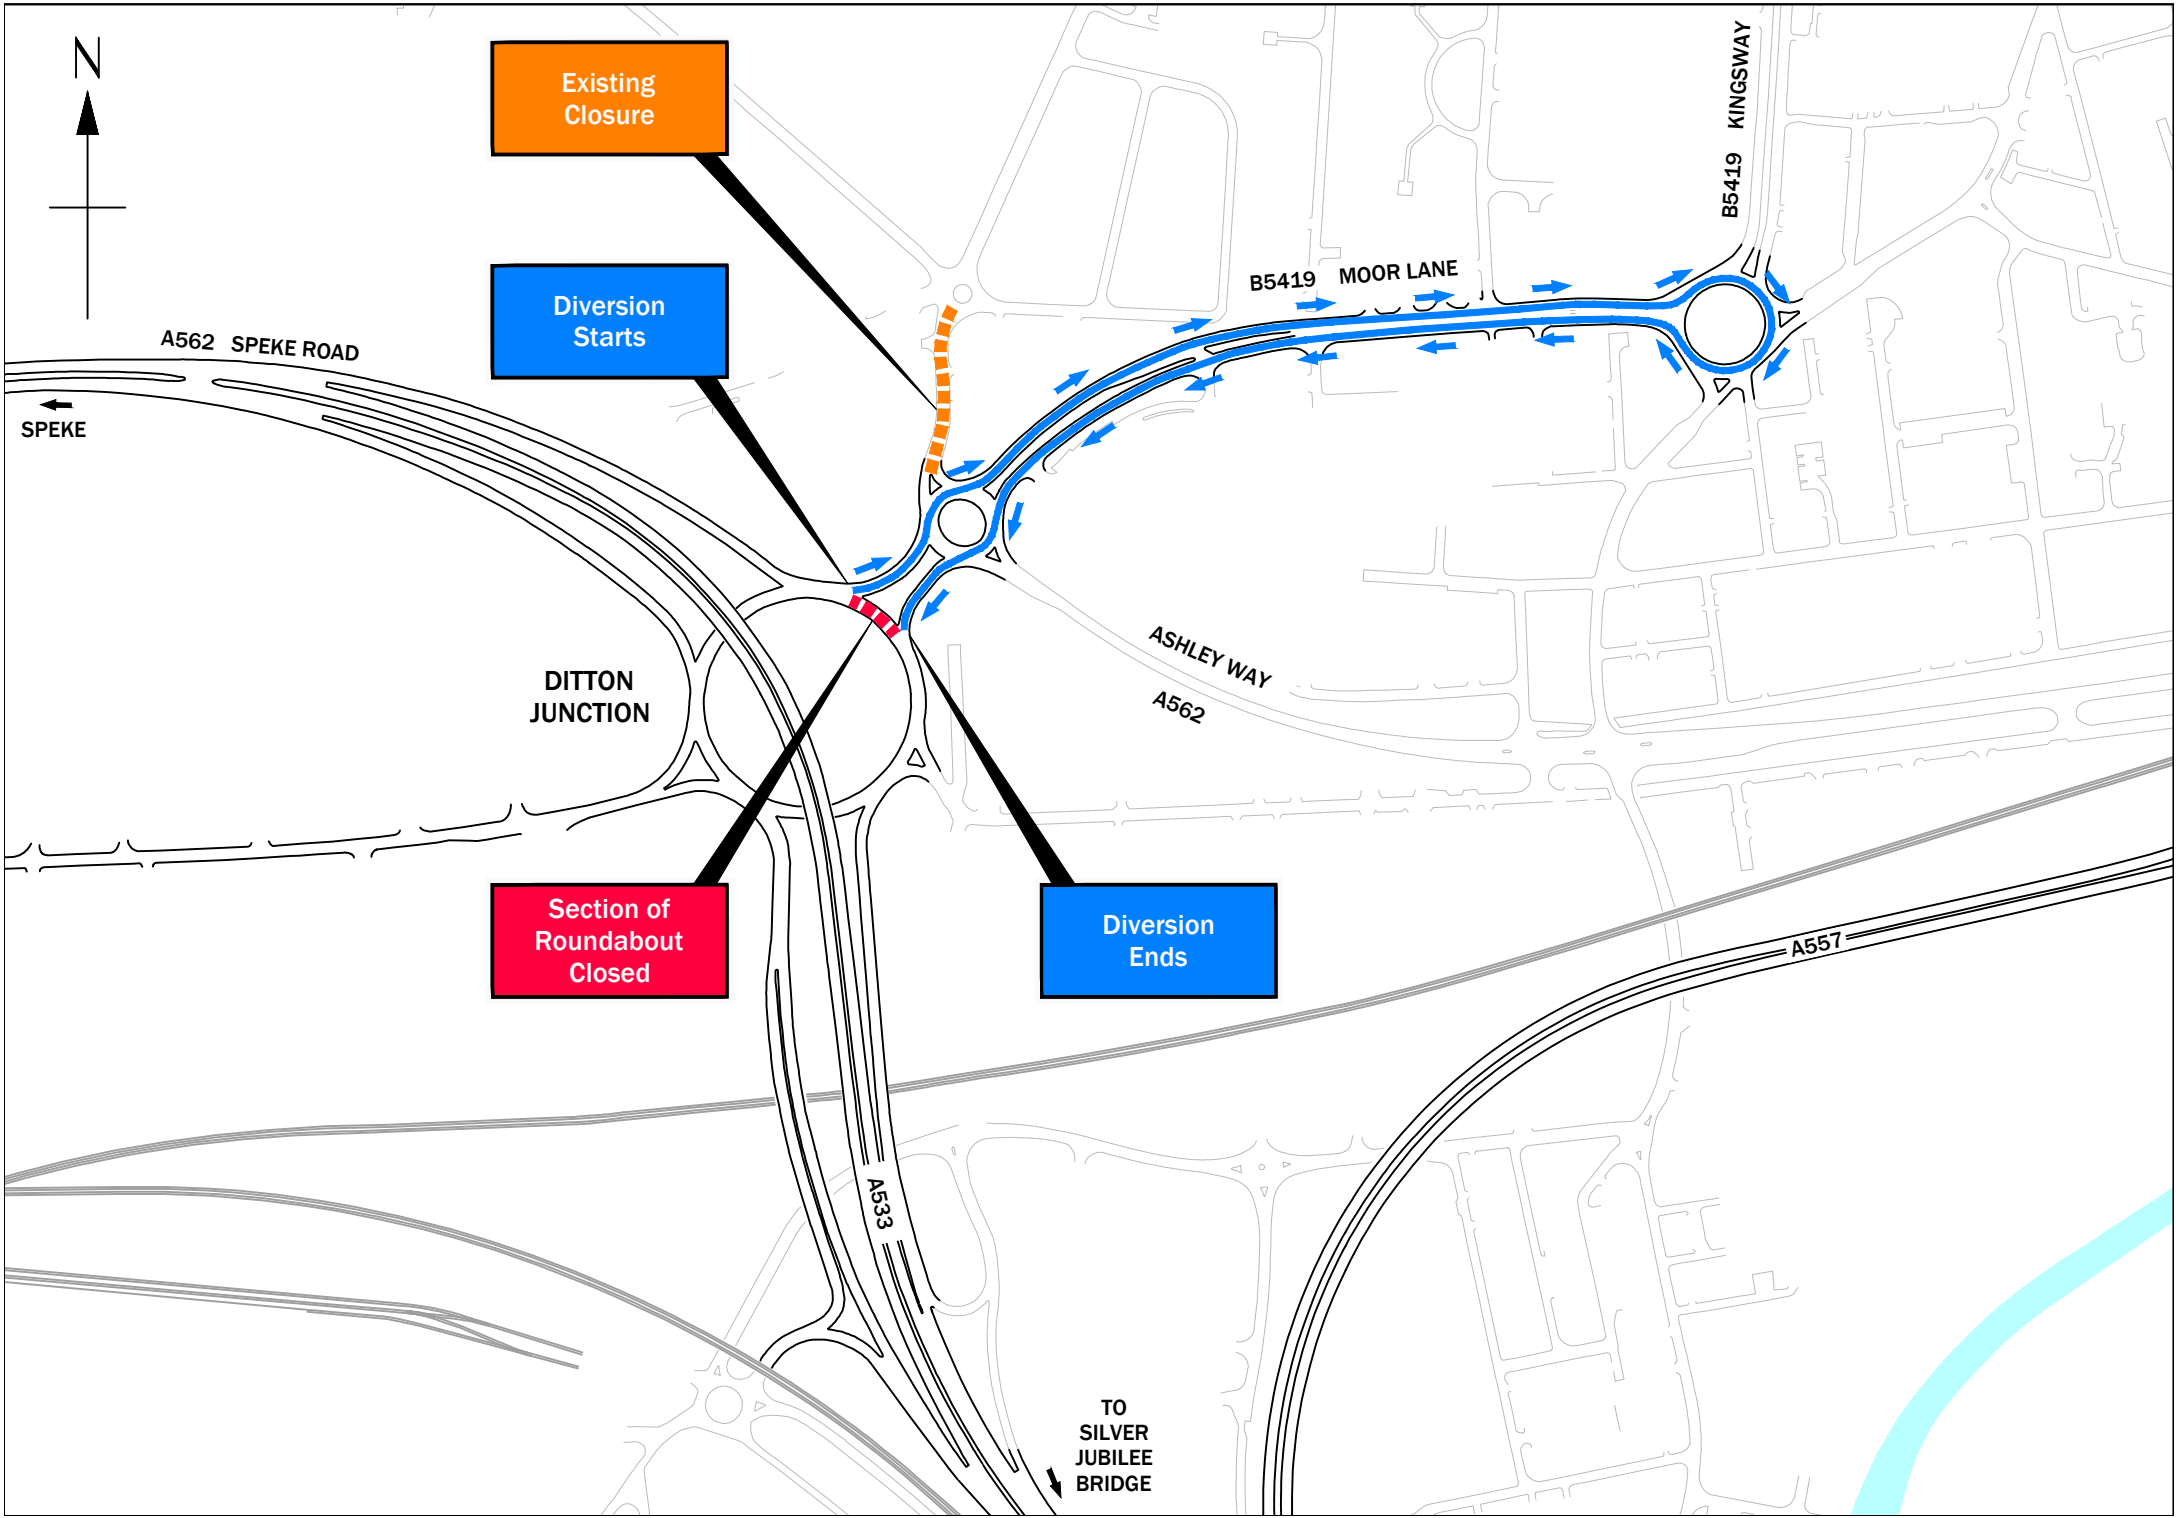 N
Existing
Closure
B5419 KINGSWAY
Diversion
Starts
B5419 MOOR LANE
A562 SPEKE ROAD
SPEKE
DITTON
JUNCTION
ASHLEY WAY
A562
Section of
Roundabout
Closed
Diversion
Ends
A557
A533
TO
SILVER
JUBILEE
BRIDGE